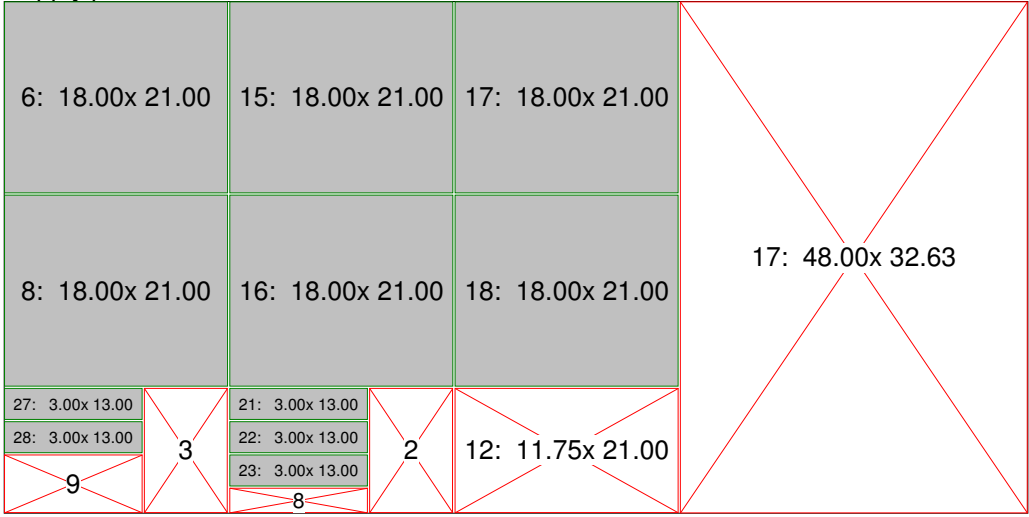 6: 18.00x 21.00
15: 18.00x 21.00
17: 18.00x 21.00
17: 48.00x 32.63
8: 18.00x 21.00
16: 18.00x 21.00
18: 18.00x 21.00
27: 3.00x 13.00
28: 3.00x 13.00
9
3
21: 3.00x 13.00
22: 3.00x 13.00
23: 3.00x 13.00
8
2
12: 11.75x 21.00